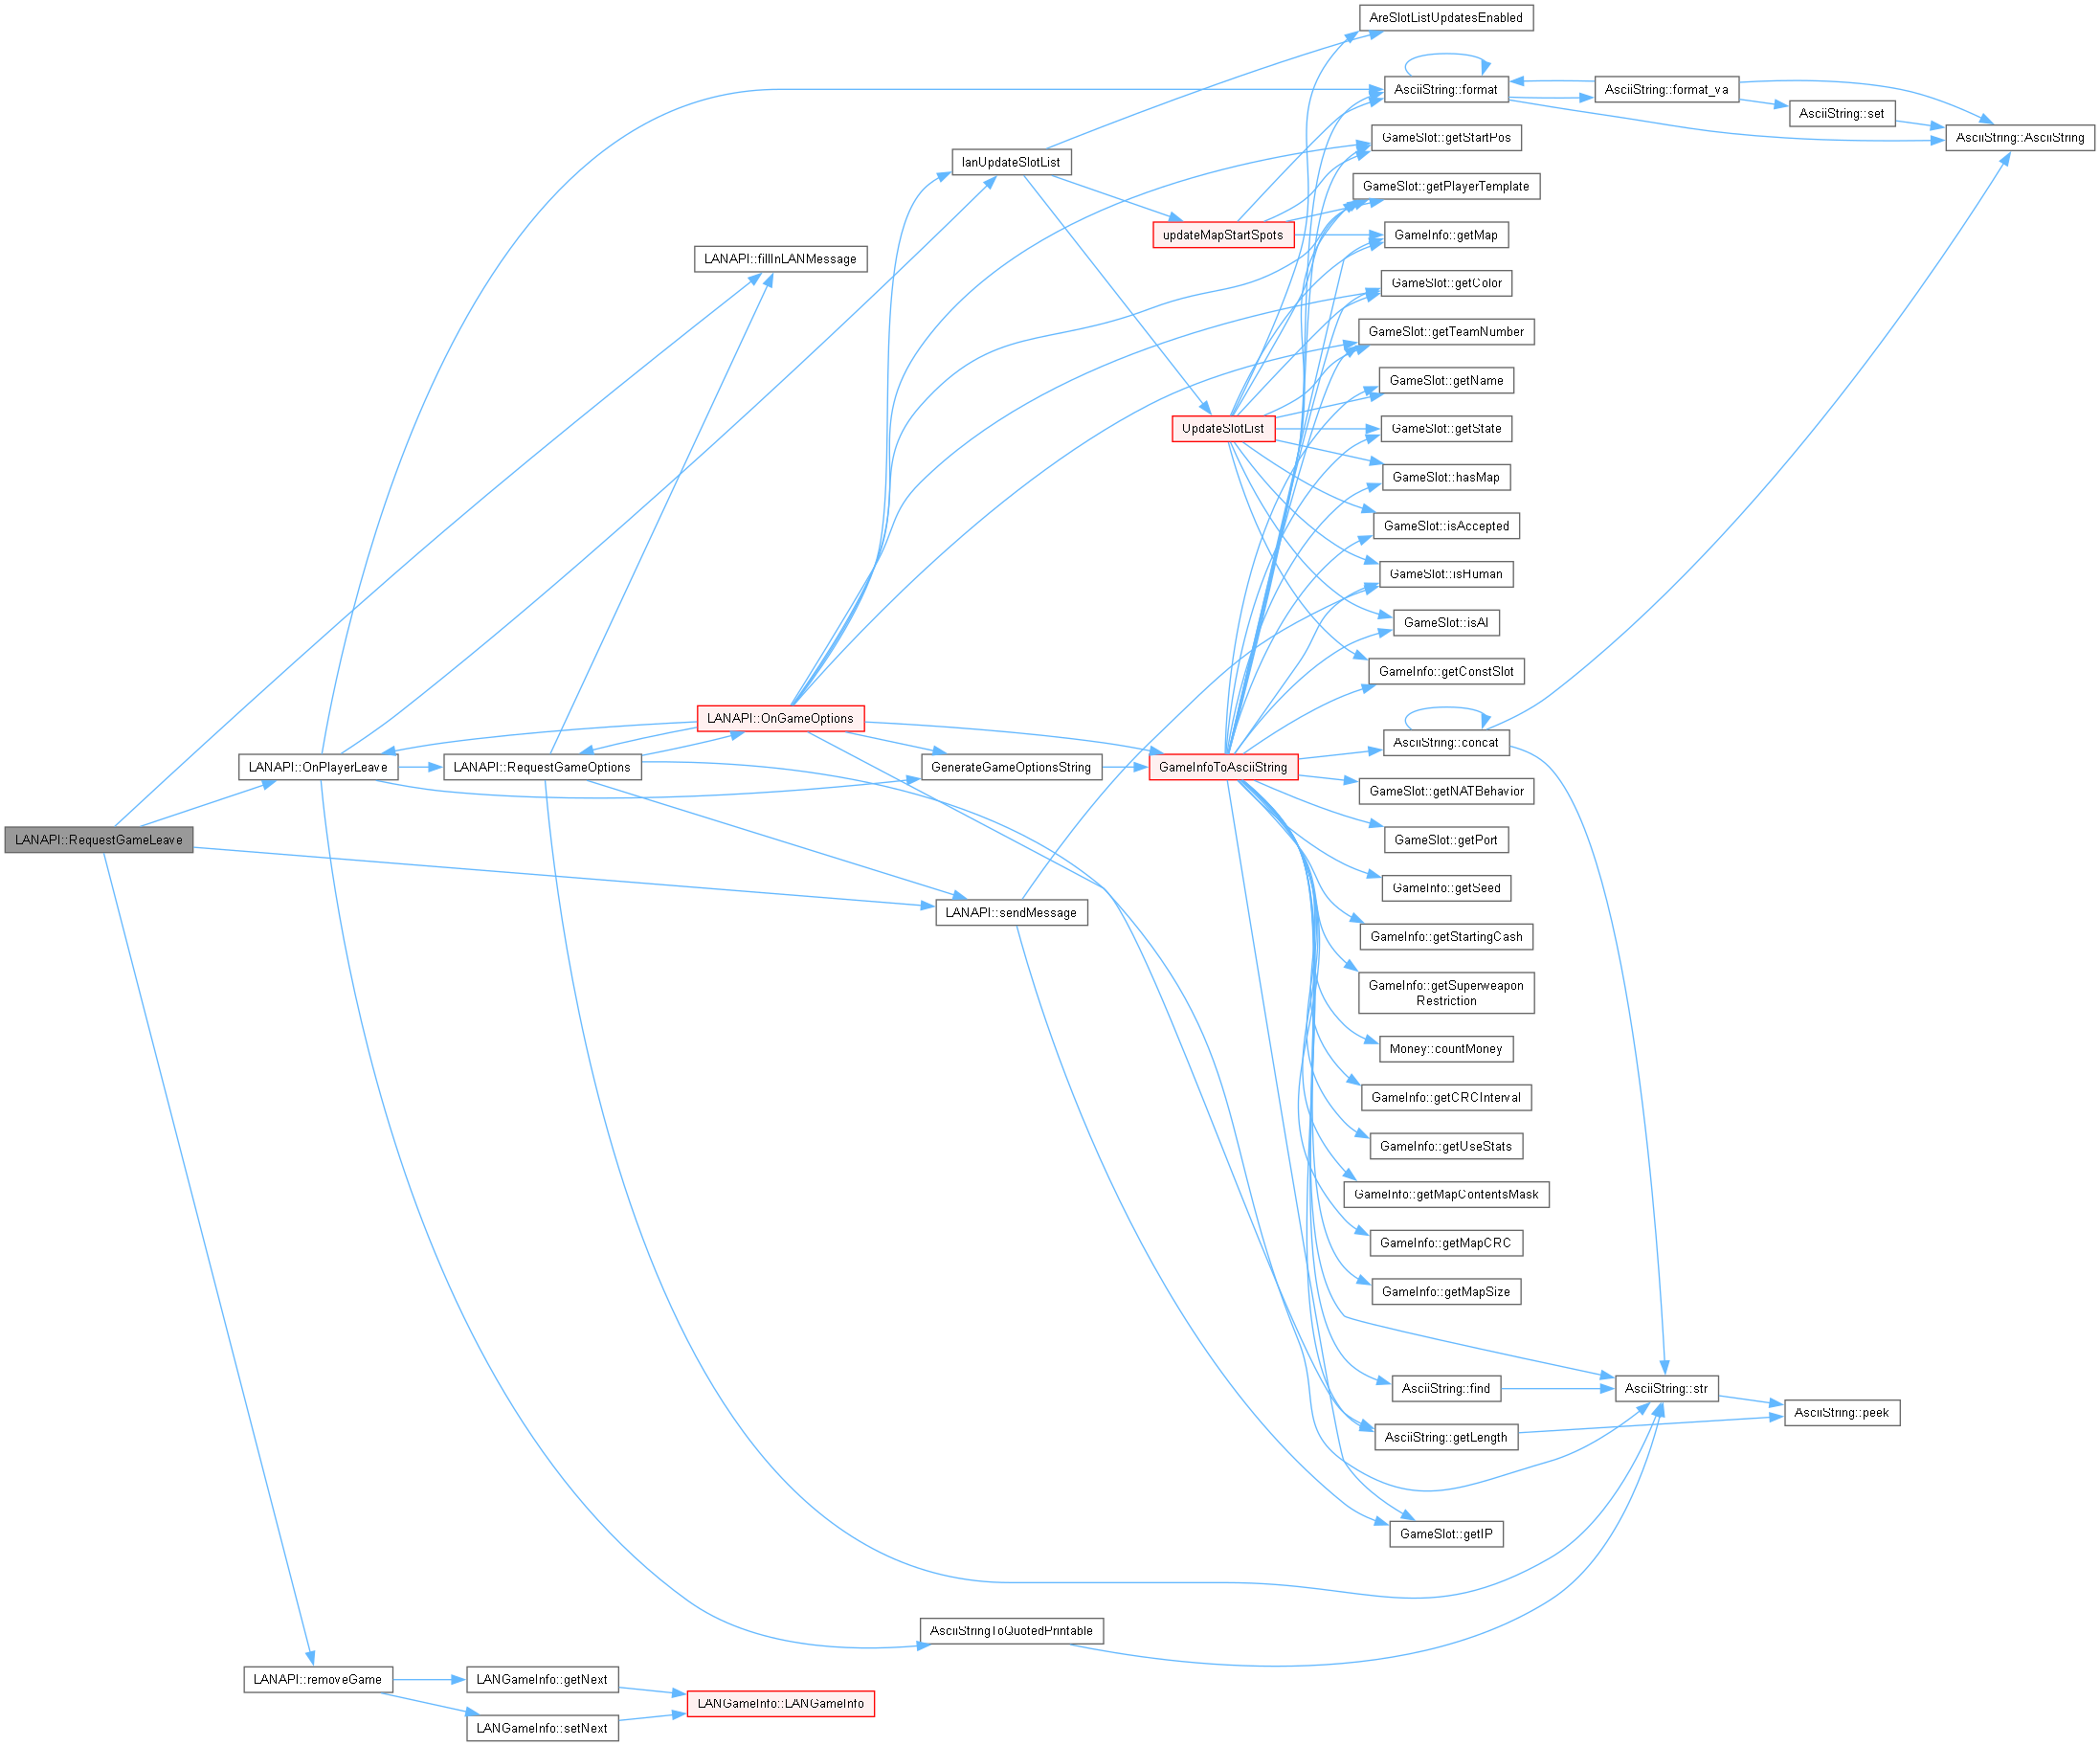 AreSlotListUpdatesEnabled
AsciiString::format
AsciiString::format_va
AsciiString::set
AsciiString::AsciiString
GameSlot::getStartPos
lanUpdateSlotList
GameSlot::getPlayerTemplate
updateMapStartSpots
GameInfo::getMap
LANAPI::fillInLANMessage
GameSlot::getColor
GameSlot::getTeamNumber
GameSlot::getName
UpdateSlotList
GameSlot::getState
GameSlot::hasMap
GameSlot::isAccepted
GameSlot::isHuman
GameSlot::isAI
GameInfo::getConstSlot
LANAPI::OnGameOptions
AsciiString::concat
LANAPI::OnPlayerLeave
LANAPI::RequestGameOptions
GenerateGameOptionsString
GameInfoToAsciiString
GameSlot::getNATBehavior
LANAPI::RequestGameLeave
GameSlot::getPort
GameInfo::getSeed
LANAPI::sendMessage
GameInfo::getStartingCash
GameInfo::getSuperweapon
Restriction
Money::countMoney
GameInfo::getCRCInterval
GameInfo::getUseStats
GameInfo::getMapContentsMask
GameInfo::getMapCRC
GameInfo::getMapSize
AsciiString::find
AsciiString::str
AsciiString::peek
AsciiString::getLength
GameSlot::getIP
AsciiStringToQuotedPrintable
LANAPI::removeGame
LANGameInfo::getNext
LANGameInfo::LANGameInfo
LANGameInfo::setNext